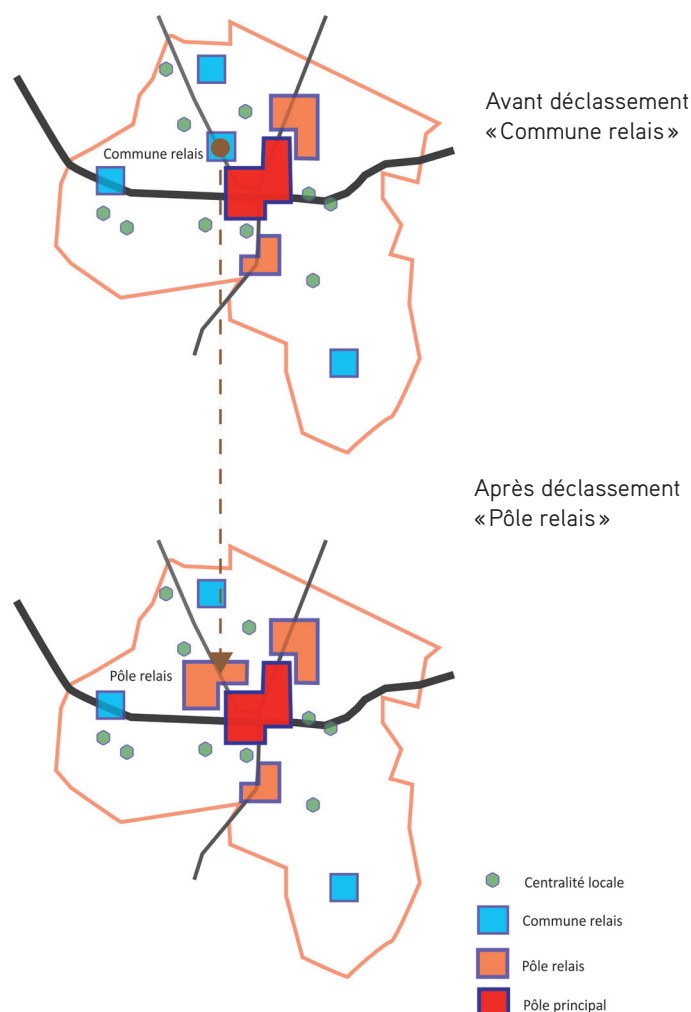 Avant déclassement
«Commune relais»
Commune relais
Après déclassement
«Pôle relais»
Pôle relais
Centralité locale
Commune relais
Pôle relais
Pôle principal